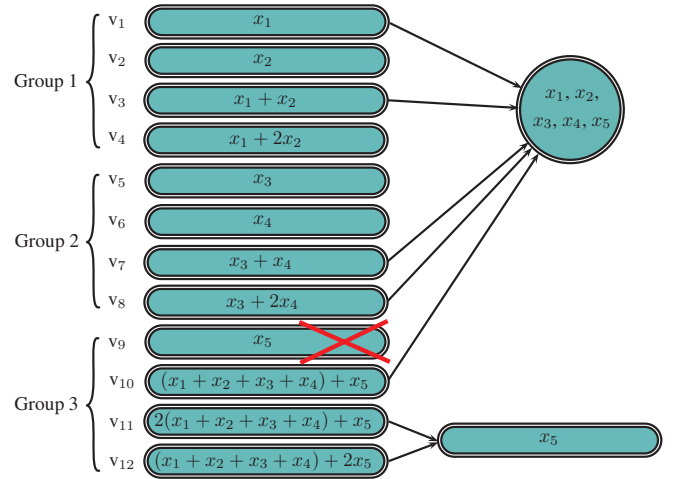 v₁ x₁
v₂ x₂
Group 1
v₃ x₁ + x₂
v₄ x₁ + 2x₂
x₁, x₂,
x₃, x₄, x₅
v₅ x₃
v₆ x₄
Group 2
v₇ x₃ + x₄
v₈ x₃ + 2x₄
v₉ x₅
v₁₀ (x₁ + x₂ + x₃ + x₄) + x₅
Group 3
v₁₁ 2(x₁ + x₂ + x₃ + x₄) + x₅
v₁₂ (x₁ + x₂ + x₃ + x₄) + 2x₅
x₅